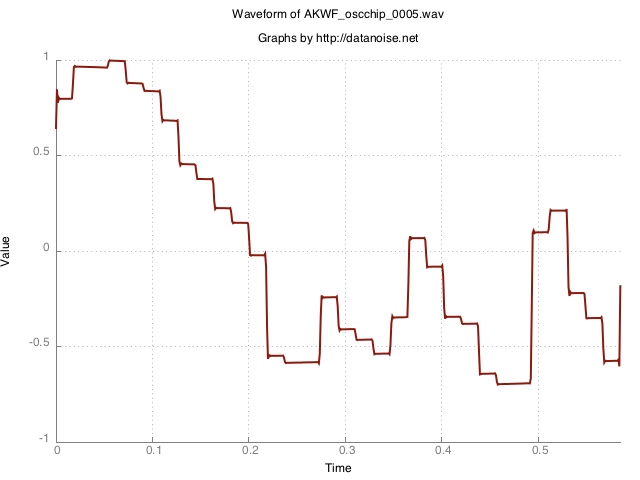 Waveform of AKWF_oscchip_0005.wav
Graphs by http://datanoise.net
1
0.5
0
-0.5
-1
Value
0 0.1 0.2 0.3 0.4 0.5
Time